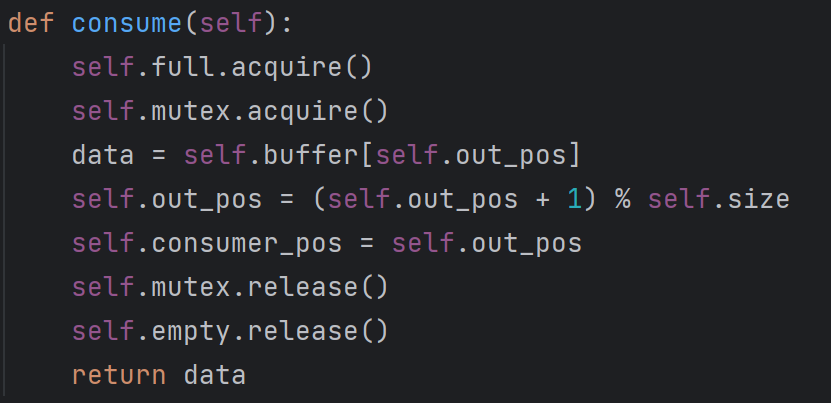 def consume(self):
    self.full.acquire()
    self.mutex.acquire()
    data = self.buffer[self.out_pos]
    self.out_pos = (self.out_pos + 1) % self.size
    self.consumer_pos = self.out_pos
    self.mutex.release()
    self.empty.release()
    return data